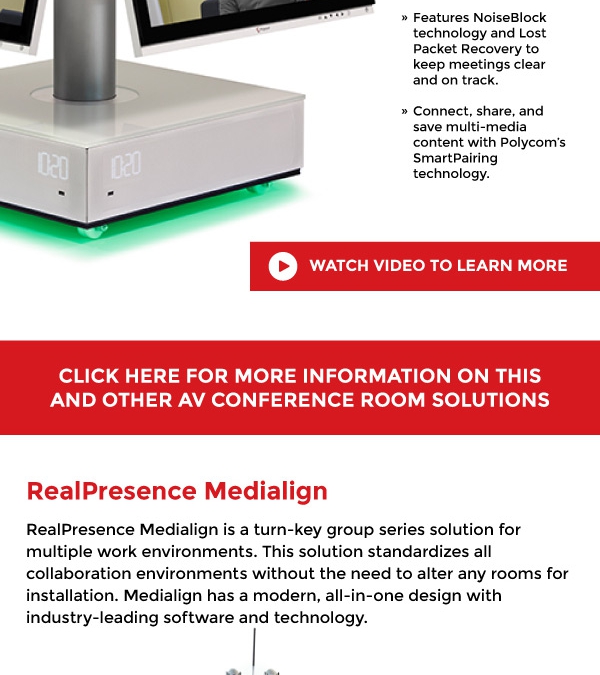 » Features NoiseBlock
technology and Lost
Packet Recovery to
keep meetings clear
and on track.
» Connect, share, and
save multi-media
content with Polycom's
SmartPairing
technology.
10:20
10:20
WATCH VIDEO TO LEARN MORE
CLICK HERE FOR MORE INFORMATION ON THIS
AND OTHER AV CONFERENCE ROOM SOLUTIONS
RealPresence Medialign
RealPresence Medialign is a turn-key group series solution for
multiple work environments. This solution standardizes all
collaboration environments without the need to alter any rooms for
installation. Medialign has a modern, all-in-one design with
industry-leading software and technology.